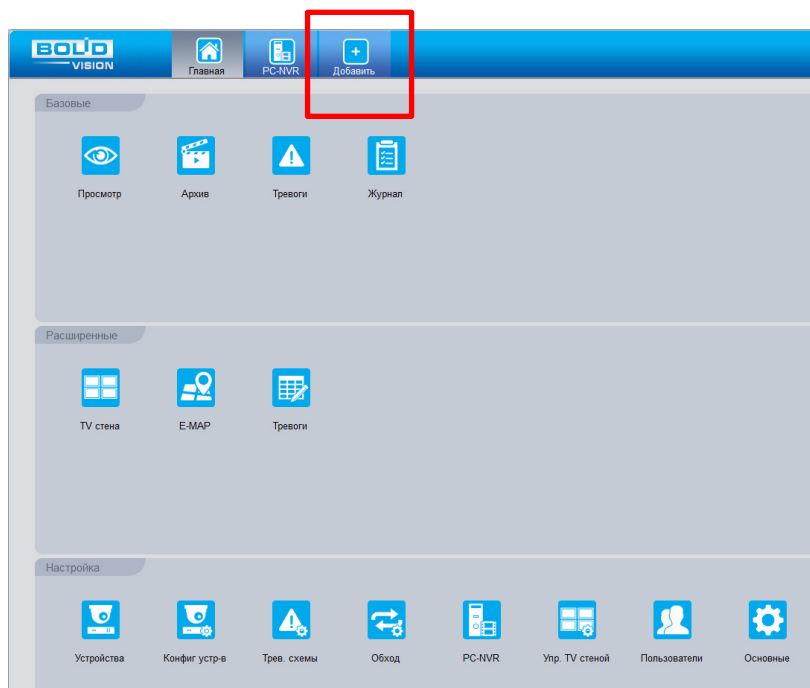 BOLID
VISION
Главная
PC-NVR
Добавить
Базовые
Просмотр
Архив
Тревоги
Журнал
Расширенные
TV стена
E-MAP
Тревоги
Настройка
Устройства
Конфиг устр-в
Трев. схемы
Обход
PC-NVR
Упр. TV стеной
Пользователи
Основные